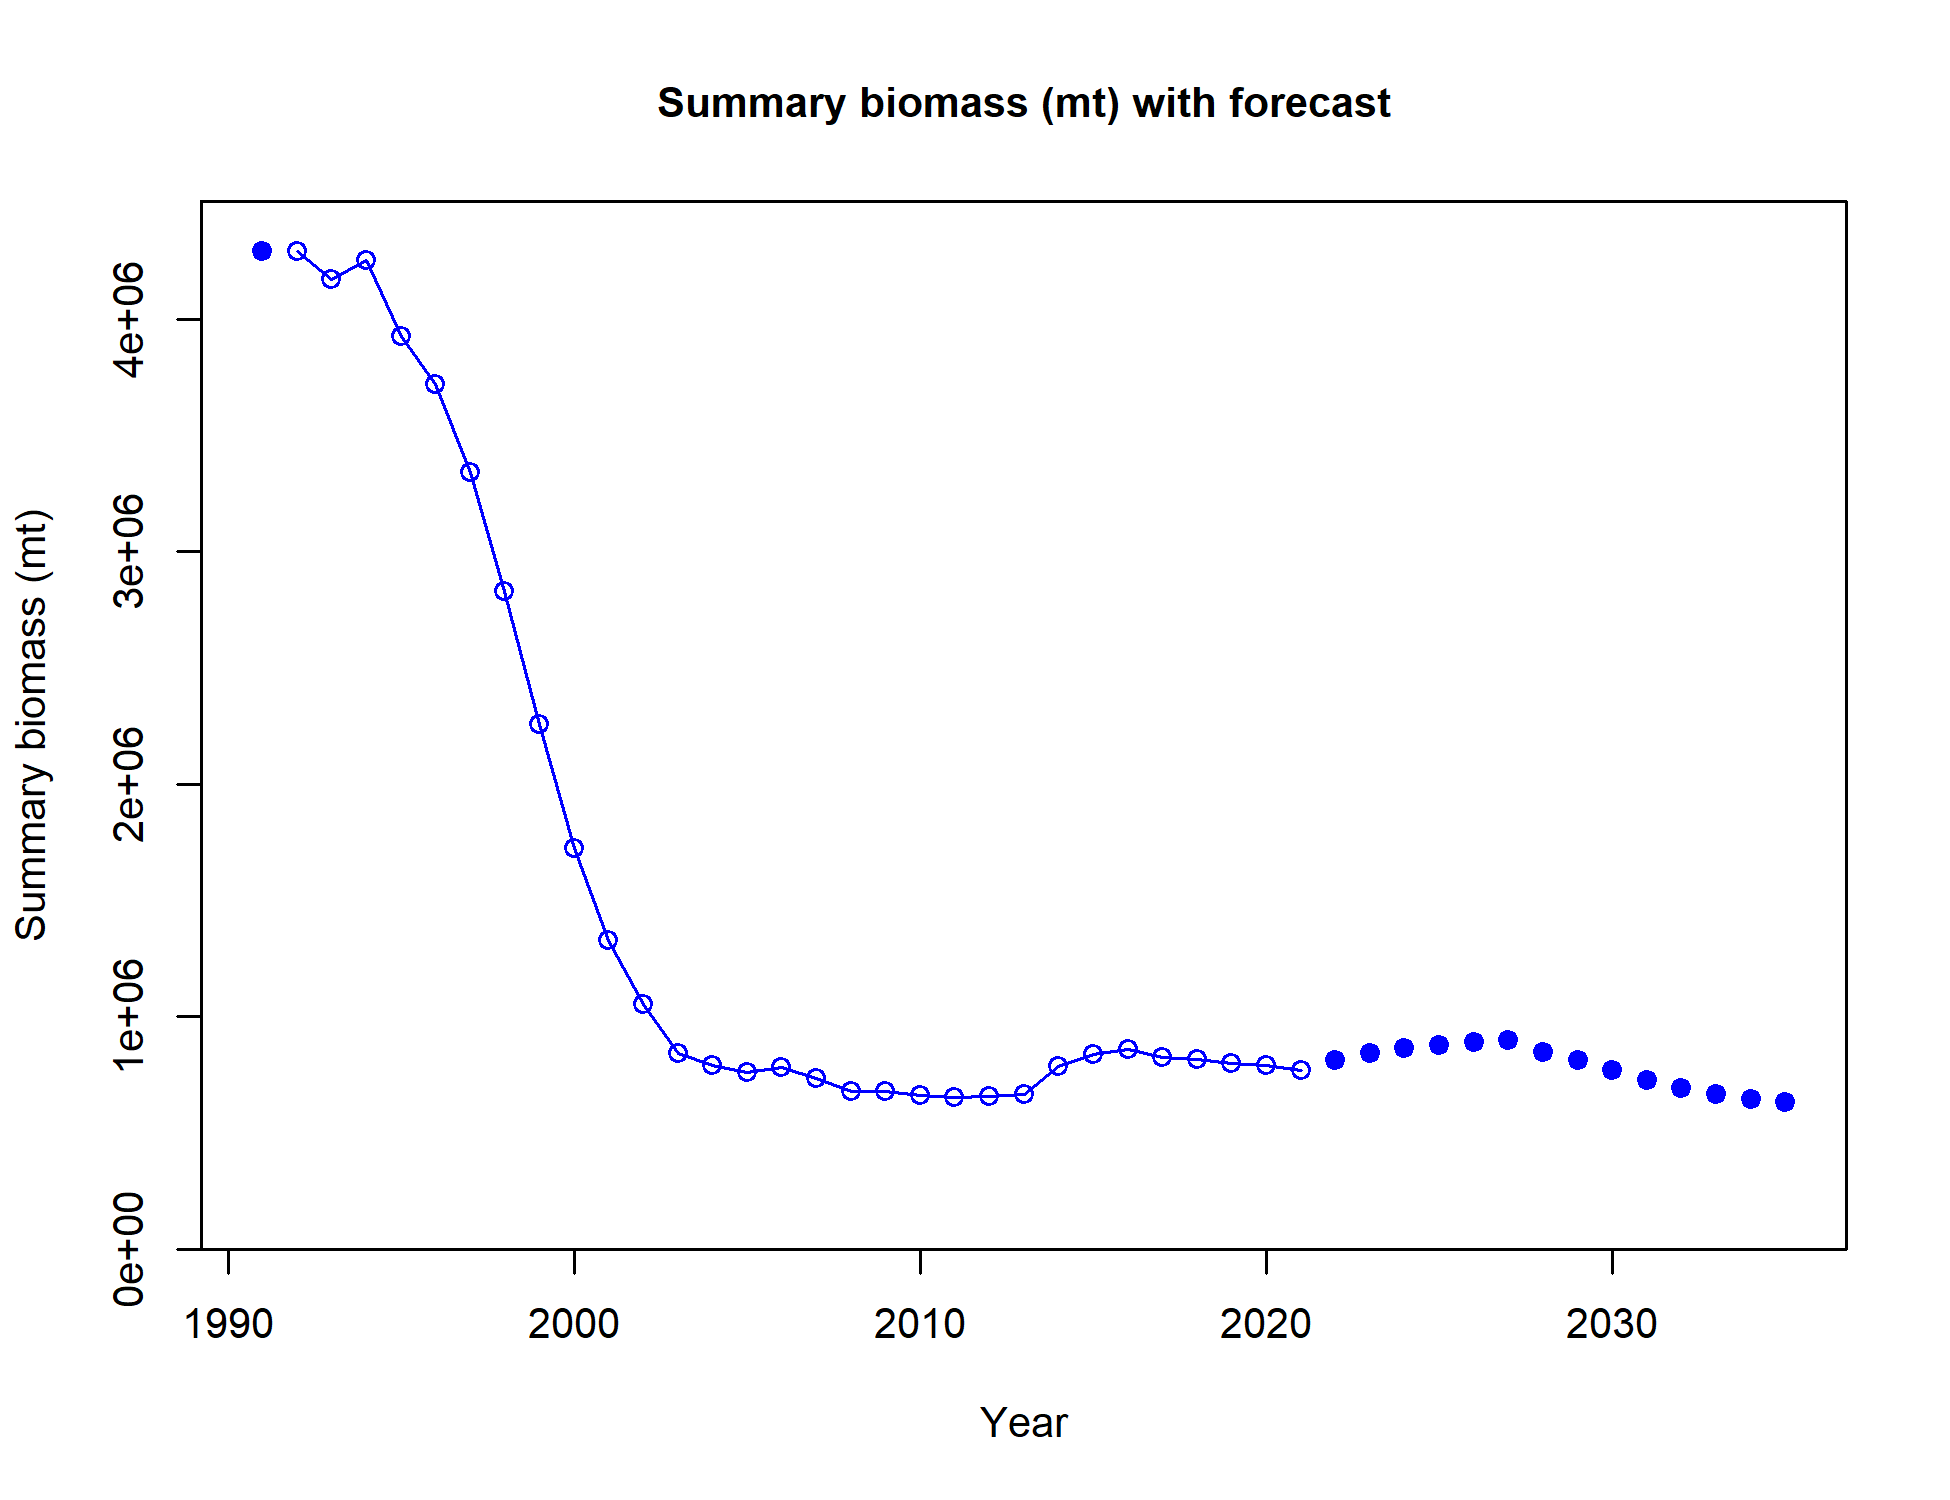 Summary biomass (mt) with forecast
Summary biomass (mt)
4e+06
3e+06
2e+06
1e+06
0e+00
1990 2000 2010 2020 2030
Year